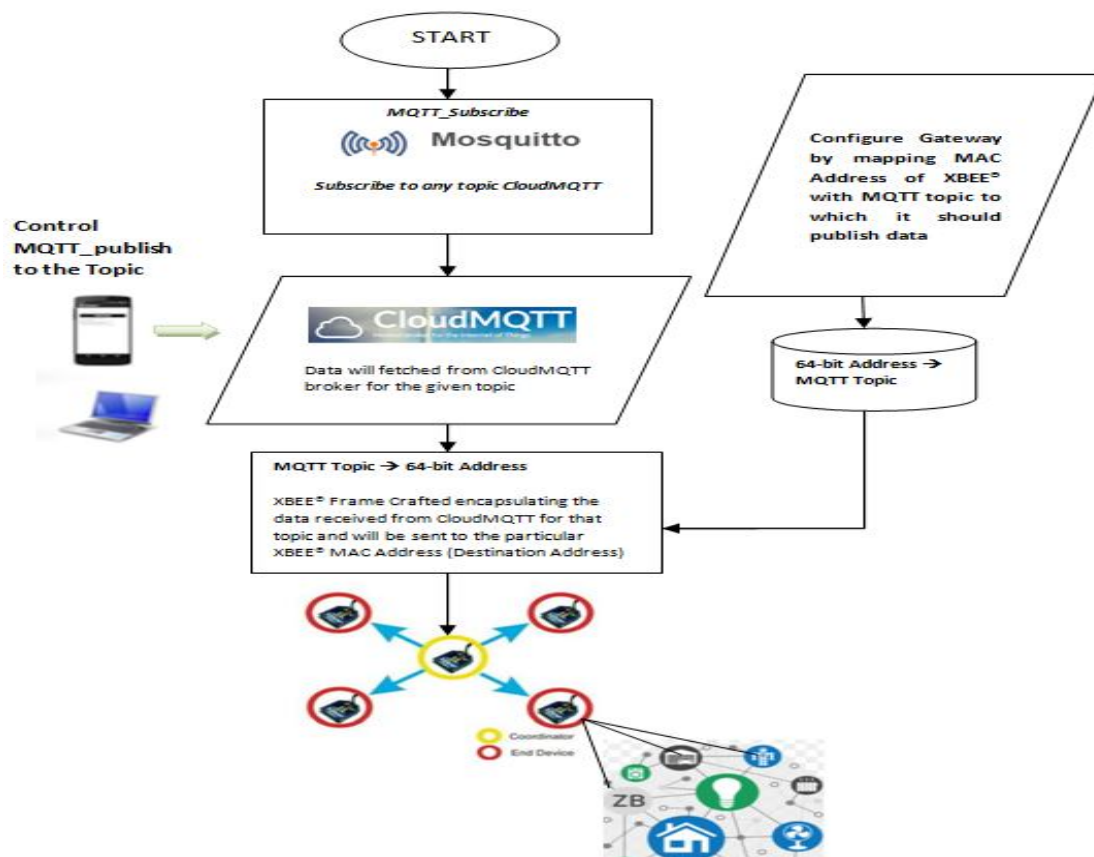 START
MQTT_Subscribe
Mosquitto
Subscribe to any topic CloudMQTT
Configure Gateway
by mapping MAC
Address of XBEE®
with MQTT topic to
which it should
publish data
Control
MQTT_publish
to the Topic
CloudMQTT
Data will fetched from CloudMQTT
broker for the given topic
64-bit Address →
MQTT Topic
MQTT Topic → 64-bit Address
XBEE® Frame Crafted encapsulating the
data received from CloudMQTT for that
topic and will be sent to the particular
XBEE® MAC Address (Destination Address)
Coordinator
End Device
ZB